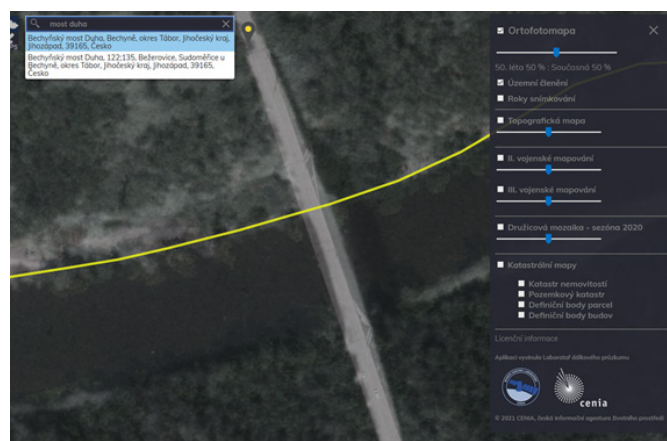 most duha
Bechyňský most Duha, Bechyně, okres Tábor, Jihočeský kraj,
Jihozápad, 39165, Česko
Bechyňský most Duha, 122;135, Bežerovice, Sudoměřice u
Bechyně, okres Tábor, Jihočeský kraj, Jihozápad, 39165,
Česko
Ortofotomapa
50. léta 50 % : Současná 50 %
Územní členění
Roky snímkování
Topografická mapa
II. vojenské mapování
III. vojenské mapování
Družicová mozaika - sezóna 2020
Katastrální mapy
Katastr nemovitostí
Pozemkový katastr
Definiční body parcel
Definiční body budov
Licenční informace
Aplikaci vyvinula Laboratoř dálkového průzkumu
cenia
© 2021 CENIA, česká informační agentura životního prostředí